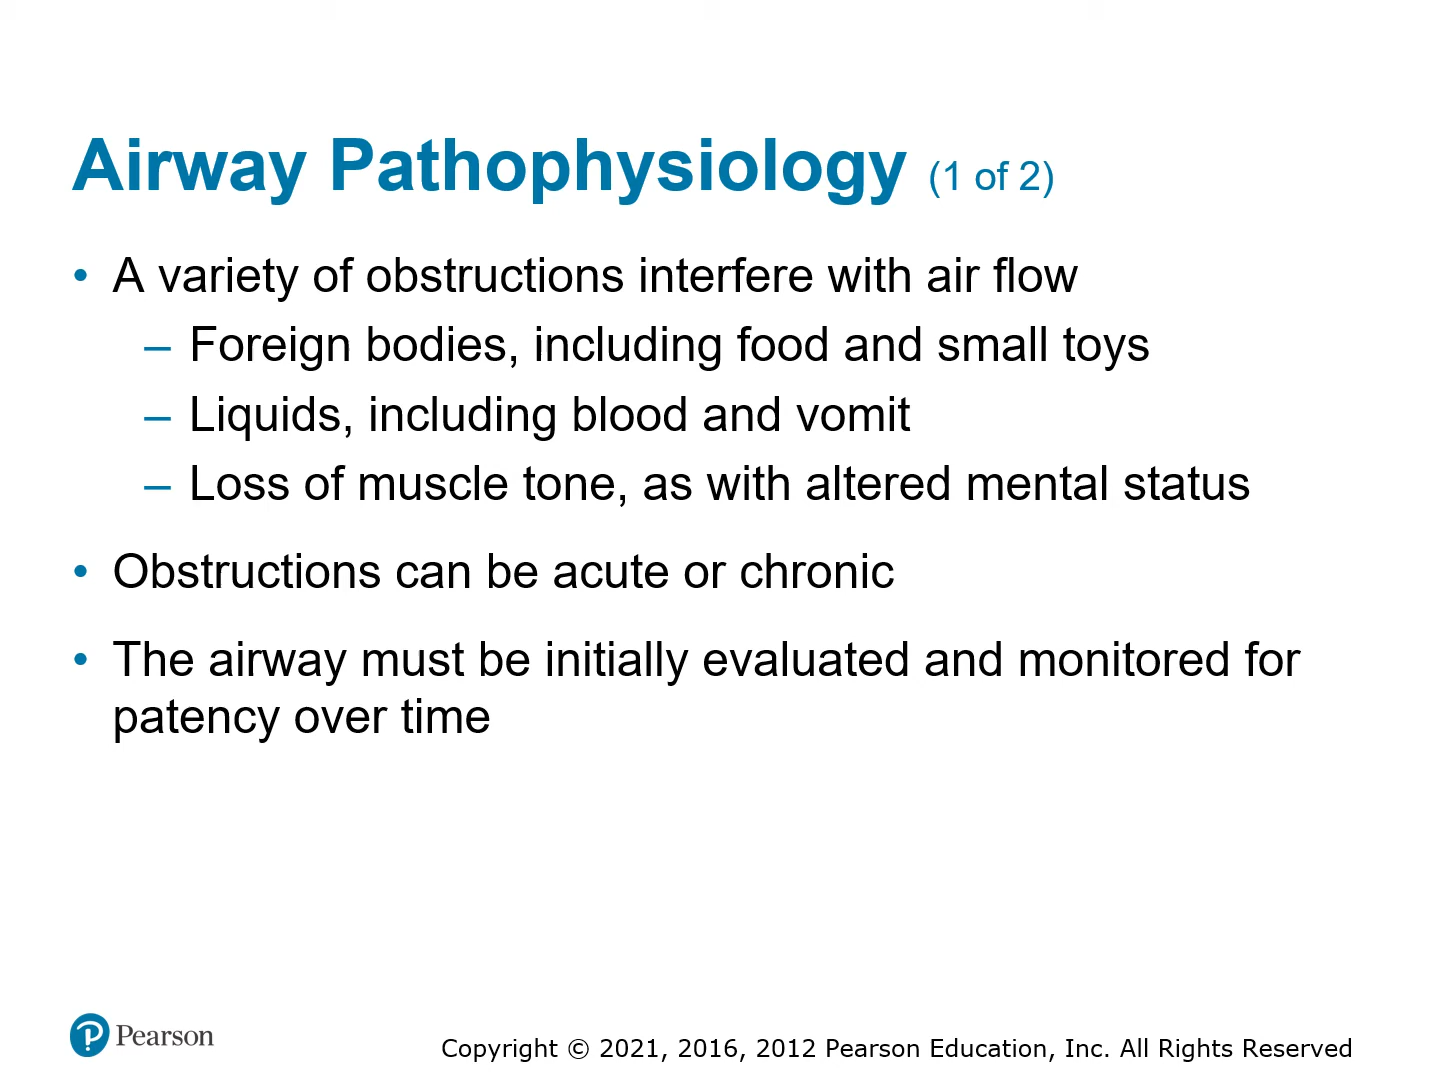 Airway Pathophysiology (1 of 2)
• A variety of obstructions interfere with air flow
– Foreign bodies, including food and small toys
– Liquids, including blood and vomit
– Loss of muscle tone, as with altered mental status
• Obstructions can be acute or chronic
• The airway must be initially evaluated and monitored for
patency over time
Pearson
Copyright © 2021, 2016, 2012 Pearson Education, Inc. All Rights Reserved